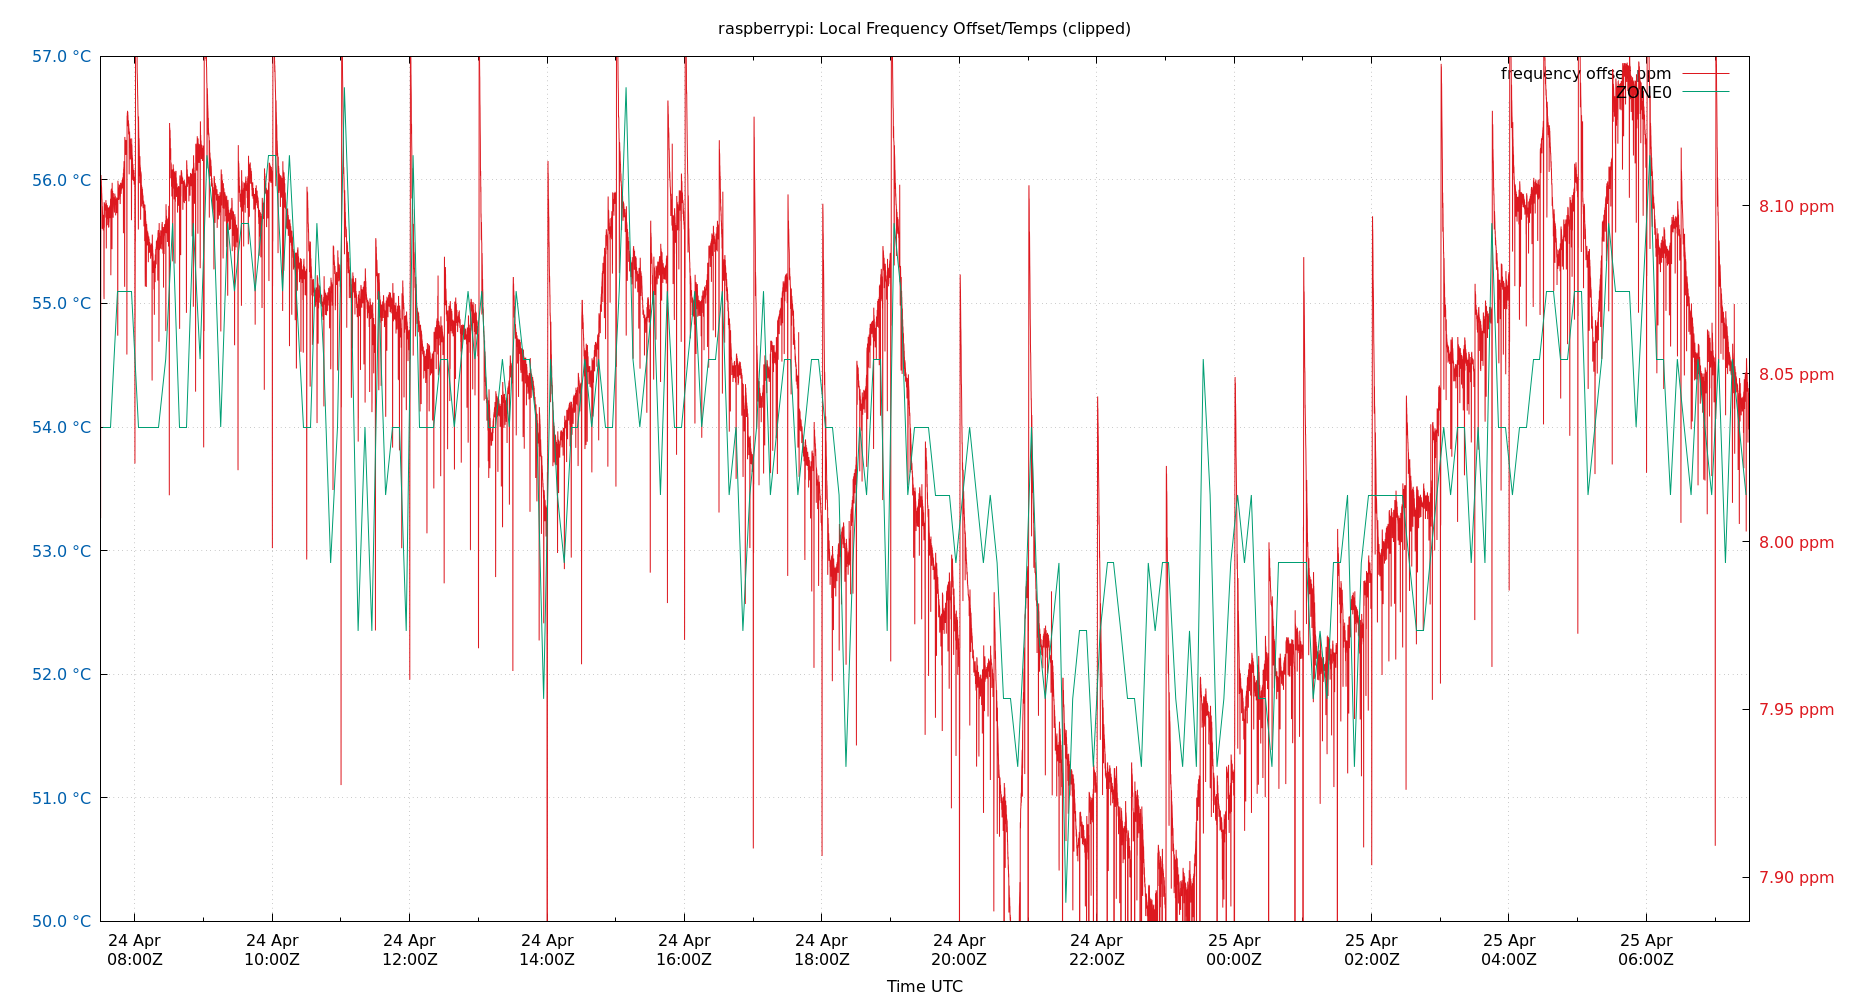 raspberrypi: Local Frequency Offset/Temps (clipped)
57.0 °C
56.0 °C
55.0 °C
54.0 °C
53.0 °C
52.0 °C
51.0 °C
50.0 °C
frequency offset ppm
ZONE0
8.10 ppm
8.05 ppm
8.00 ppm
7.95 ppm
7.90 ppm
24 Apr
08:00Z
24 Apr
10:00Z
24 Apr
12:00Z
24 Apr
14:00Z
24 Apr
16:00Z
24 Apr
18:00Z
24 Apr
20:00Z
24 Apr
22:00Z
25 Apr
00:00Z
25 Apr
02:00Z
25 Apr
04:00Z
25 Apr
06:00Z
Time UTC